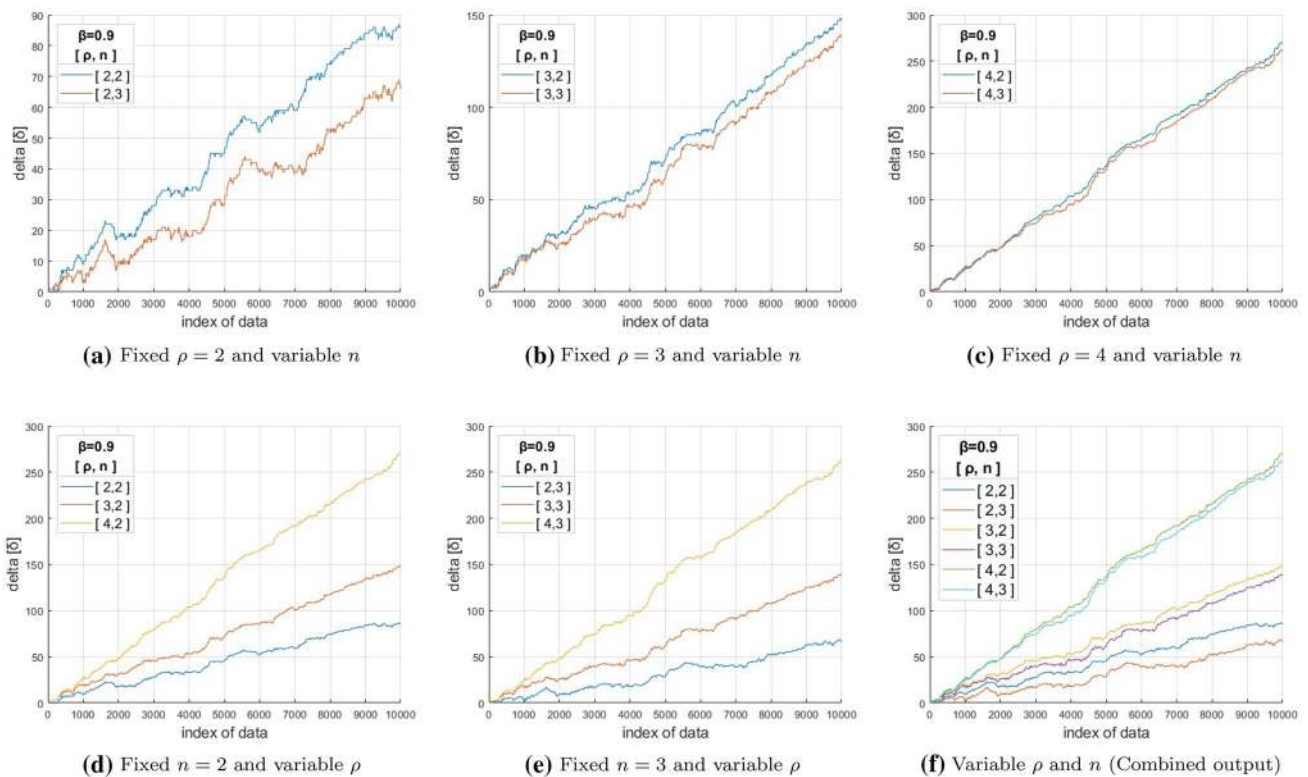 90
80
70
60
50
40
30
20
10
0
delta [δ]
β=0.9
[ ρ, n ]
[ 2,2 ]
[ 2,3 ]
0 1000 2000 3000 4000 5000 6000 7000 8000 9000 10000
index of data
(a) Fixed ρ = 2 and variable n
150
100
50
0
delta [δ]
β=0.9
[ ρ, n ]
[ 3,2 ]
[ 3,3 ]
0 1000 2000 3000 4000 5000 6000 7000 8000 9000 10000
index of data
(b) Fixed ρ = 3 and variable n
300
250
200
150
100
50
0
delta [δ]
β=0.9
[ ρ, n ]
[ 4,2 ]
[ 4,3 ]
0 1000 2000 3000 4000 5000 6000 7000 8000 9000 10000
index of data
(c) Fixed ρ = 4 and variable n
300
250
200
150
100
50
0
delta [δ]
β=0.9
[ ρ, n ]
[ 2,2 ]
[ 3,2 ]
[ 4,2 ]
0 1000 2000 3000 4000 5000 6000 7000 8000 9000 10000
index of data
(d) Fixed n = 2 and variable ρ
300
250
200
150
100
50
0
delta [δ]
β=0.9
[ ρ, n ]
[ 2,3 ]
[ 3,3 ]
[ 4,3 ]
0 1000 2000 3000 4000 5000 6000 7000 8000 9000 10000
index of data
(e) Fixed n = 3 and variable ρ
300
250
200
150
100
50
0
delta [δ]
β=0.9
[ ρ, n ]
[ 2,2 ]
[ 2,3 ]
[ 3,2 ]
[ 3,3 ]
[ 4,2 ]
[ 4,3 ]
0 1000 2000 3000 4000 5000 6000 7000 8000 9000 10000
index of data
(f) Variable ρ and n (Combined output)